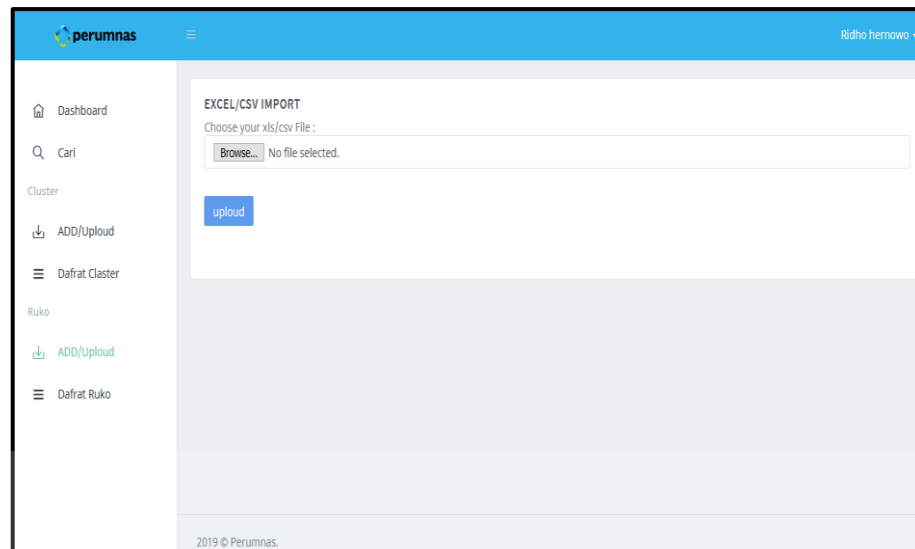 perumnas
Ridho hernowo
Dashboard
Cari
Cluster
ADD/Uploud
Dafrat Claster
Ruko
ADD/Uploud
Dafrat Ruko
EXCEL/CSV IMPORT
Choose your xls/csv File :
Browse... No file selected.
uploud
2019 © Perumnas.